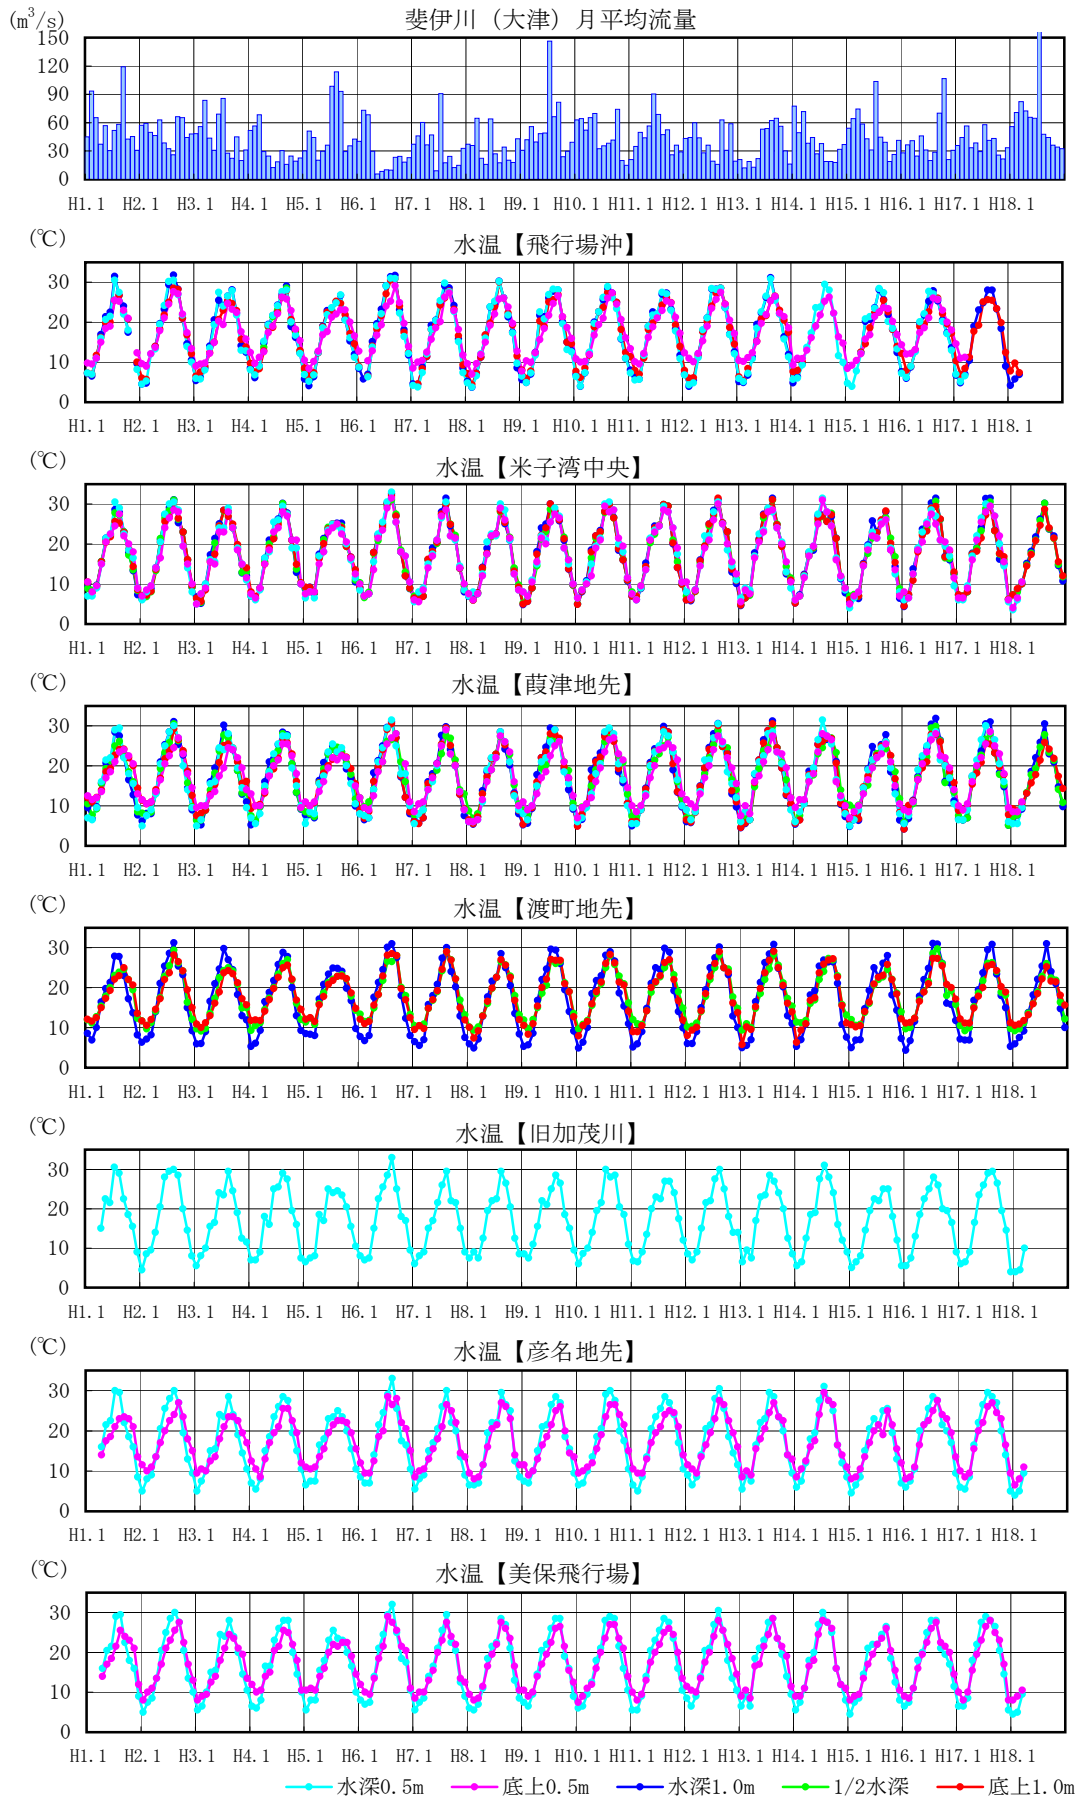 (m³/s)
斐伊川（大津）月平均流量
150
120
90
60
30
0
H1.1 H2.1 H3.1 H4.1 H5.1 H6.1 H7.1 H8.1 H9.1 H10.1 H11.1 H12.1 H13.1 H14.1 H15.1 H16.1 H17.1 H18.1
(℃)
水温【飛行場沖】
30
20
10
0
H1.1 H2.1 H3.1 H4.1 H5.1 H6.1 H7.1 H8.1 H9.1 H10.1 H11.1 H12.1 H13.1 H14.1 H15.1 H16.1 H17.1 H18.1
(℃)
水温【米子湾中央】
30
20
10
0
H1.1 H2.1 H3.1 H4.1 H5.1 H6.1 H7.1 H8.1 H9.1 H10.1 H11.1 H12.1 H13.1 H14.1 H15.1 H16.1 H17.1 H18.1
(℃)
水温【葭津地先】
30
20
10
0
H1.1 H2.1 H3.1 H4.1 H5.1 H6.1 H7.1 H8.1 H9.1 H10.1 H11.1 H12.1 H13.1 H14.1 H15.1 H16.1 H17.1 H18.1
(℃)
水温【渡町地先】
30
20
10
0
H1.1 H2.1 H3.1 H4.1 H5.1 H6.1 H7.1 H8.1 H9.1 H10.1 H11.1 H12.1 H13.1 H14.1 H15.1 H16.1 H17.1 H18.1
(℃)
水温【旧加茂川】
30
20
10
0
H1.1 H2.1 H3.1 H4.1 H5.1 H6.1 H7.1 H8.1 H9.1 H10.1 H11.1 H12.1 H13.1 H14.1 H15.1 H16.1 H17.1 H18.1
(℃)
水温【彦名地先】
30
20
10
0
H1.1 H2.1 H3.1 H4.1 H5.1 H6.1 H7.1 H8.1 H9.1 H10.1 H11.1 H12.1 H13.1 H14.1 H15.1 H16.1 H17.1 H18.1
(℃)
水温【美保飛行場】
30
20
10
0
H1.1 H2.1 H3.1 H4.1 H5.1 H6.1 H7.1 H8.1 H9.1 H10.1 H11.1 H12.1 H13.1 H14.1 H15.1 H16.1 H17.1 H18.1
水深0.5m 底上0.5m 水深1.0m 1/2水深 底上1.0m